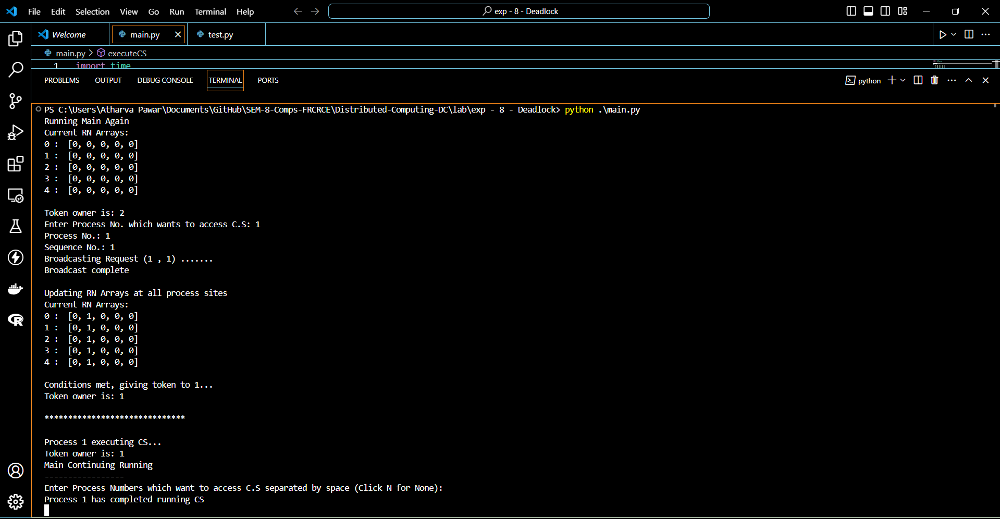 File Edit Selection View Go Run Terminal Help
exp - 8 - Deadlock
Welcome
main.py
test.py
main.py > executeCS
1 import time
PROBLEMS OUTPUT DEBUG CONSOLE TERMINAL PORTS
python
PS C:\Users\Atharva Pawar\Documents\GitHub\SEM-8-Comps-FRCRCE\Distributed-Computing-DC\lab\exp - 8 - Deadlock> python .\main.py
Running Main Again
Current RN Arrays:
0 :  [0, 0, 0, 0, 0]
1 :  [0, 0, 0, 0, 0]
2 :  [0, 0, 0, 0, 0]
3 :  [0, 0, 0, 0, 0]
4 :  [0, 0, 0, 0, 0]
Token owner is: 2
Enter Process No. which wants to access C.S: 1
Process No.: 1
Sequence No.: 1
Broadcasting Request (1 , 1) .......
Broadcast complete
Updating RN Arrays at all process sites
Current RN Arrays:
0 :  [0, 1, 0, 0, 0]
1 :  [0, 1, 0, 0, 0]
2 :  [0, 1, 0, 0, 0]
3 :  [0, 1, 0, 0, 0]
4 :  [0, 1, 0, 0, 0]
Conditions met, giving token to 1...
Token owner is: 1
******************************
Process 1 executing CS...
Token owner is: 1
Main Continuing Running
-----------------
Enter Process Numbers which want to access C.S separated by space (Click N for None):
Process 1 has completed running CS